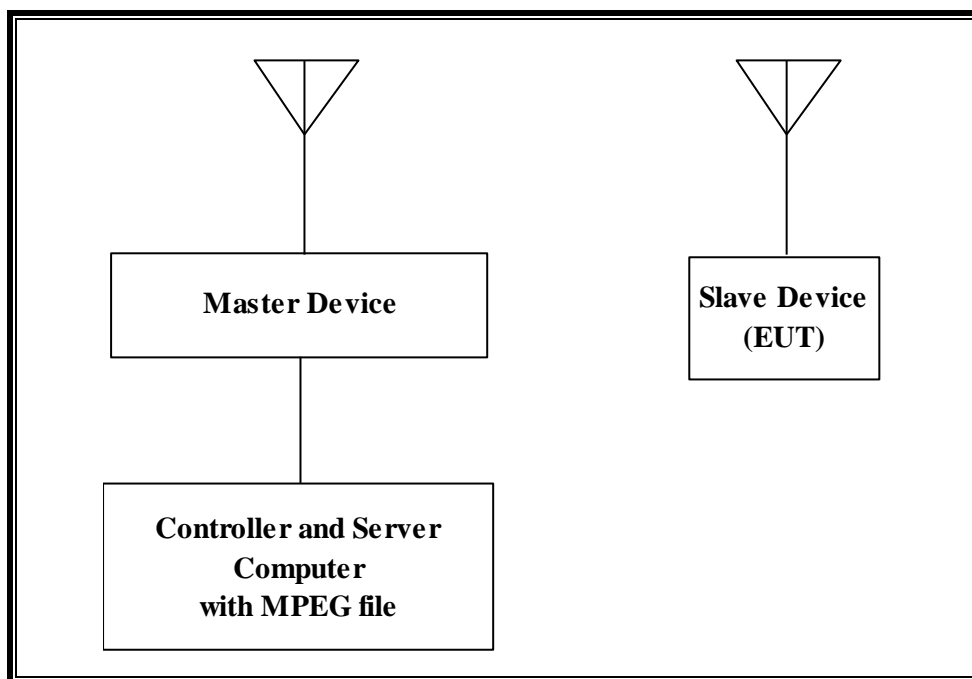 Master Device
Slave Device
(EUT)
Controller and Server
Computer
with MPEG file